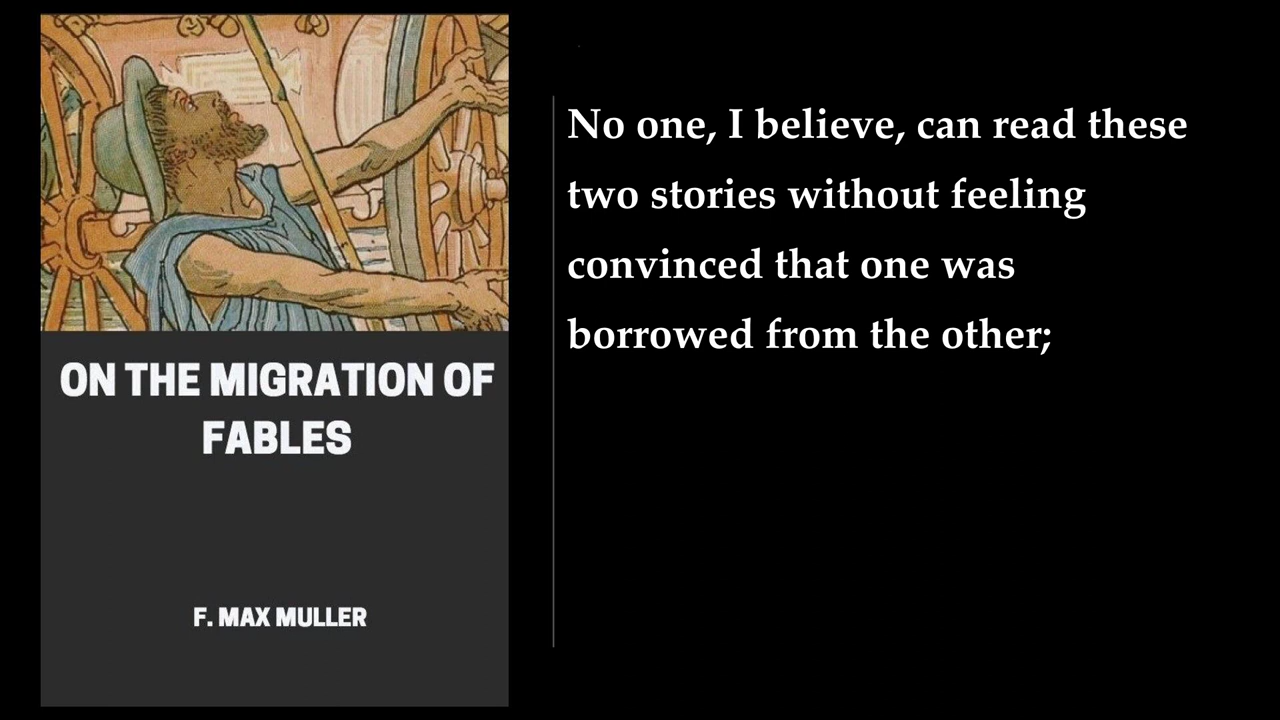 ON THE MIGRATION OF
FABLES
F. MAX MULLER
No one, I believe, can read these
two stories without feeling
convinced that one was
borrowed from the other;